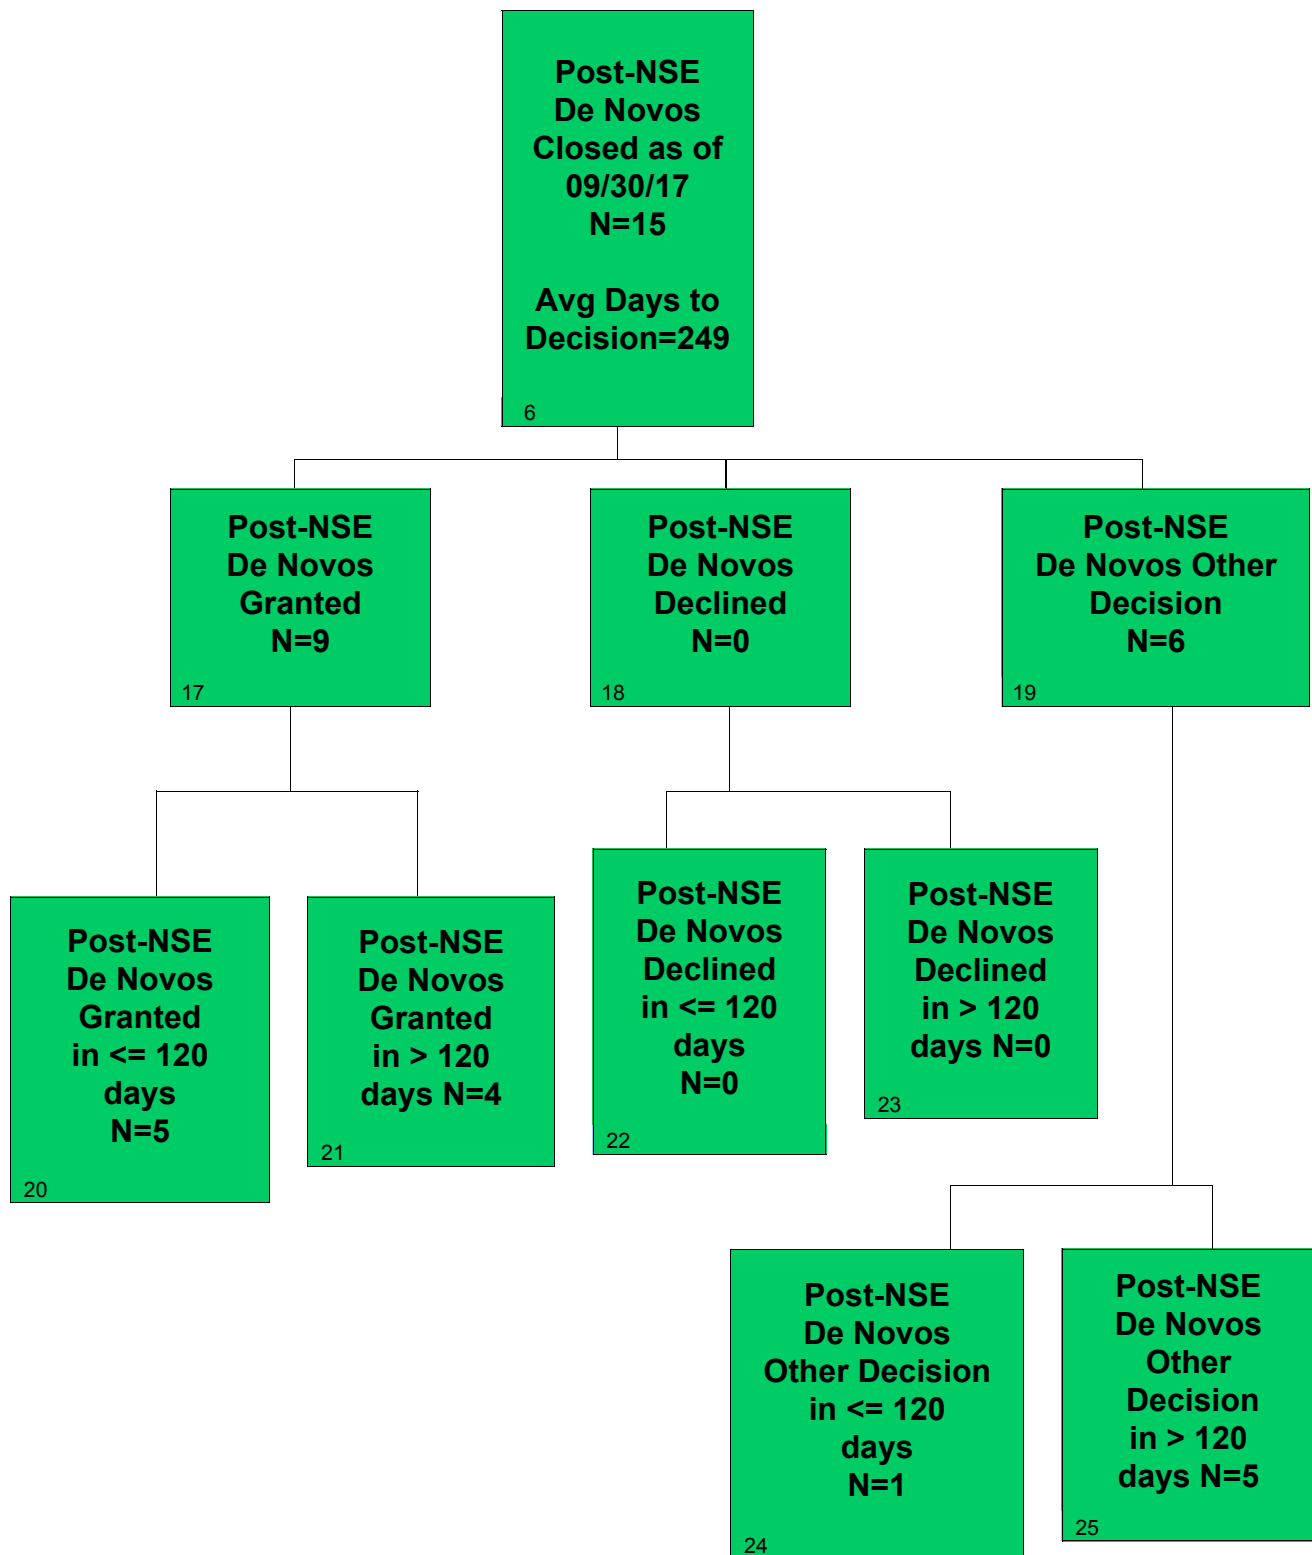 Post-NSE
De Novos
Closed as of
09/30/17
N=15
Avg Days to
Decision=249
6
Post-NSE
De Novos
Granted
N=9
17
Post-NSE
De Novos
Declined
N=0
18
Post-NSE
De Novos Other
Decision
N=6
19
Post-NSE
De Novos
Granted
in <= 120
days
N=5
20
Post-NSE
De Novos
Granted
in > 120
days N=4
21
Post-NSE
De Novos
Declined
in <= 120
days
N=0
22
Post-NSE
De Novos
Declined
in > 120
days N=0
23
Post-NSE
De Novos
Other Decision
in <= 120
days
N=1
24
Post-NSE
De Novos
Other
Decision
in > 120
days N=5
25